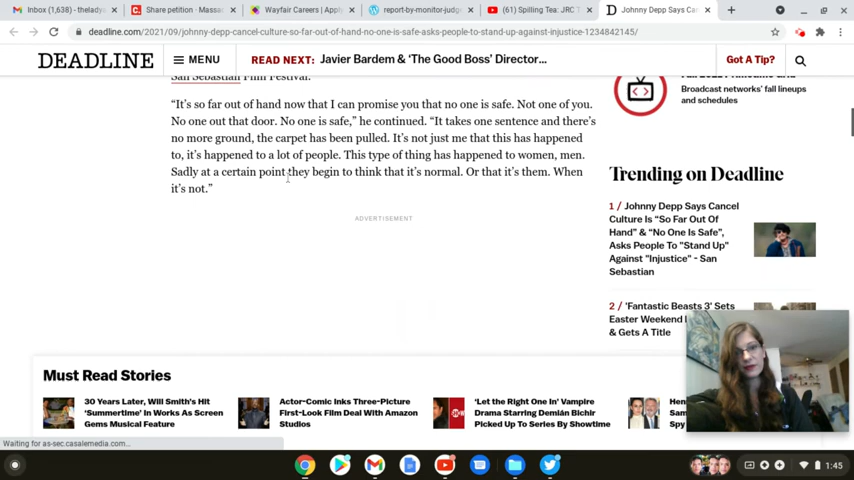 Inbox (1,638) - thelady
Share petition · Massac
Wayfair Careers | Apply
report-by-monitor-judge
(61) Spilling Tea: JRC T
Johnny Depp Says Can
deadline.com/2021/09/johnny-depp-cancel-culture-so-far-out-of-hand-no-one-is-safe-asks-people-to-stand-up-against-injustice-1234842145/
DEADLINE
MENU
READ NEXT: Javier Bardem & ‘The Good Boss’ Director...
Got A Tip?
San Sebastian Film Festival.
“It’s so far out of hand now that I can promise you that no one is safe. Not one of you.
No one out that door. No one is safe,” he continued. “It takes one sentence and there’s
no more ground, the carpet has been pulled. It’s not just me that this has happened
to, it’s happened to a lot of people. This type of thing has happened to women, men.
Sadly at a certain point they begin to think that it’s normal. Or that it’s them. When
it’s not.”
ADVERTISEMENT
Broadcast networks' fall lineups
and schedules
Trending on Deadline
1 / Johnny Depp Says Cancel
Culture Is “So Far Out Of
Hand” & “No One Is Safe”,
Asks People To "Stand Up"
Against "Injustice" - San
Sebastian
2 / 'Fantastic Beasts 3' Sets
Easter Weekend
& Gets A Title
Must Read Stories
30 Years Later, Will Smith's Hit
'Summertime' In Works As Screen
Gems Musical Feature
Actor-Comic Inks Three-Picture
First-Look Film Deal With Amazon
Studios
'Let the Right One In' Vampire
Drama Starring Demián Bichir
Picked Up To Series By Showtime
Hen
Sam
Spy
Waiting for as-sec.casalemedia.com...
1:45